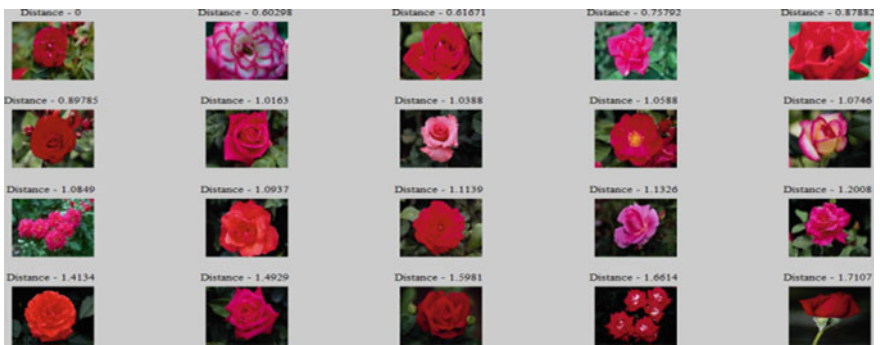 Distance - 0 Distance - 0.60298 Distance - 0.61671 Distance - 0.75792 Distance - 0.87882
Distance - 0.89785 Distance - 1.0163 Distance - 1.0388 Distance - 1.0588 Distance - 1.0746
Distance - 1.0849 Distance - 1.0937 Distance - 1.1139 Distance - 1.1326 Distance - 1.2008
Distance - 1.4134 Distance - 1.4929 Distance - 1.5981 Distance - 1.6614 Distance - 1.7107